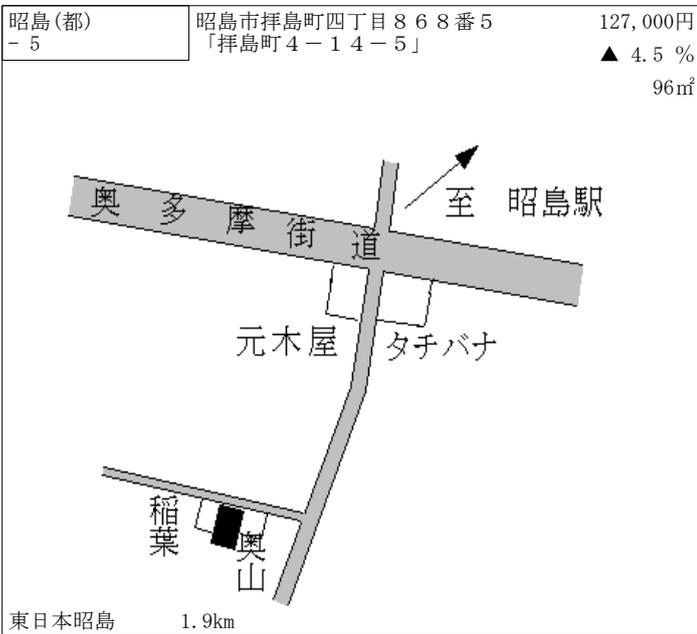 昭島(都)
- 5
昭島市拝島町四丁目８６８番５
「拝島町４－１４－５」
127,000円
▲ 4.5 %
96㎡
至 昭島駅
奥多摩街道
元木屋
タチバナ
稲葉
奥山
東日本昭島 1.9km